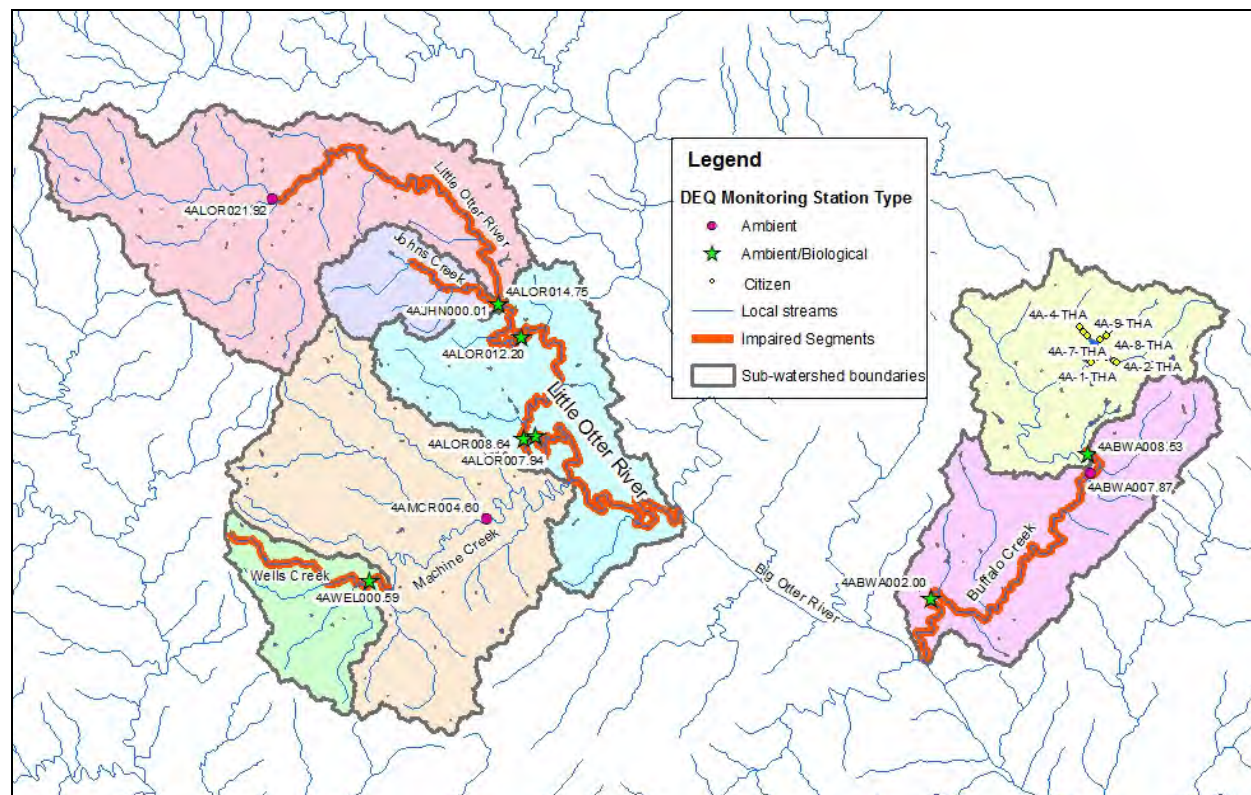 Legend
DEQ Monitoring Station Type
Ambient
Ambient/Biological
Citizen
Local streams
Impaired Segments
Sub-watershed boundaries
Little Otter River
4ALOR021.92
Johns Creek
4ALOR014.75
4AJHN000.01
4ALOR012.20
4A-4-THA
4A-9-THA
4A-8-THA
4A-7-THA
4A-2-THA
4A-1-THA
Little Otter River
4ALOR008.64
4ALOR007.94
4ABWA008.53
4ABWA007.87
4AMCR004.60
Machine Creek
Wells Creek
4AWEL000.59
Big Otter River
Buffalo Creek
4ABWA002.00